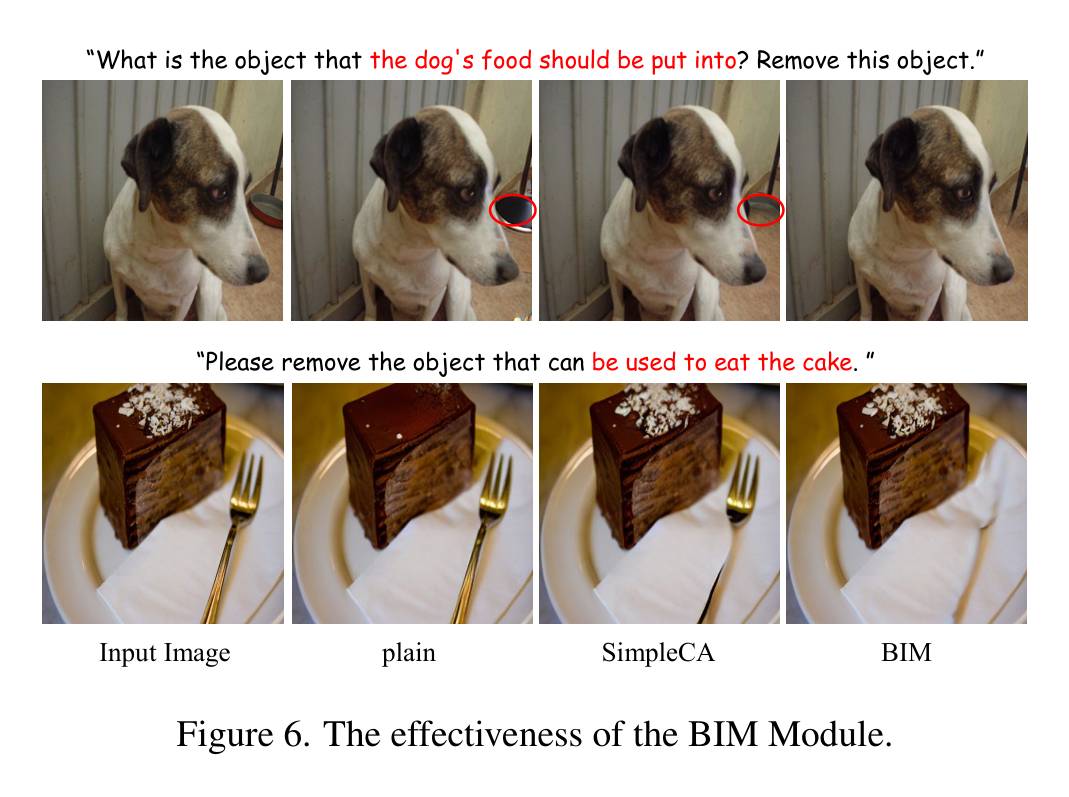 “What is the object that the dog's food should be put into? Remove this object.”
“Please remove the object that can be used to eat the cake. ”
Input Image plain SimpleCA BIM
Figure 6. The effectiveness of the BIM Module.